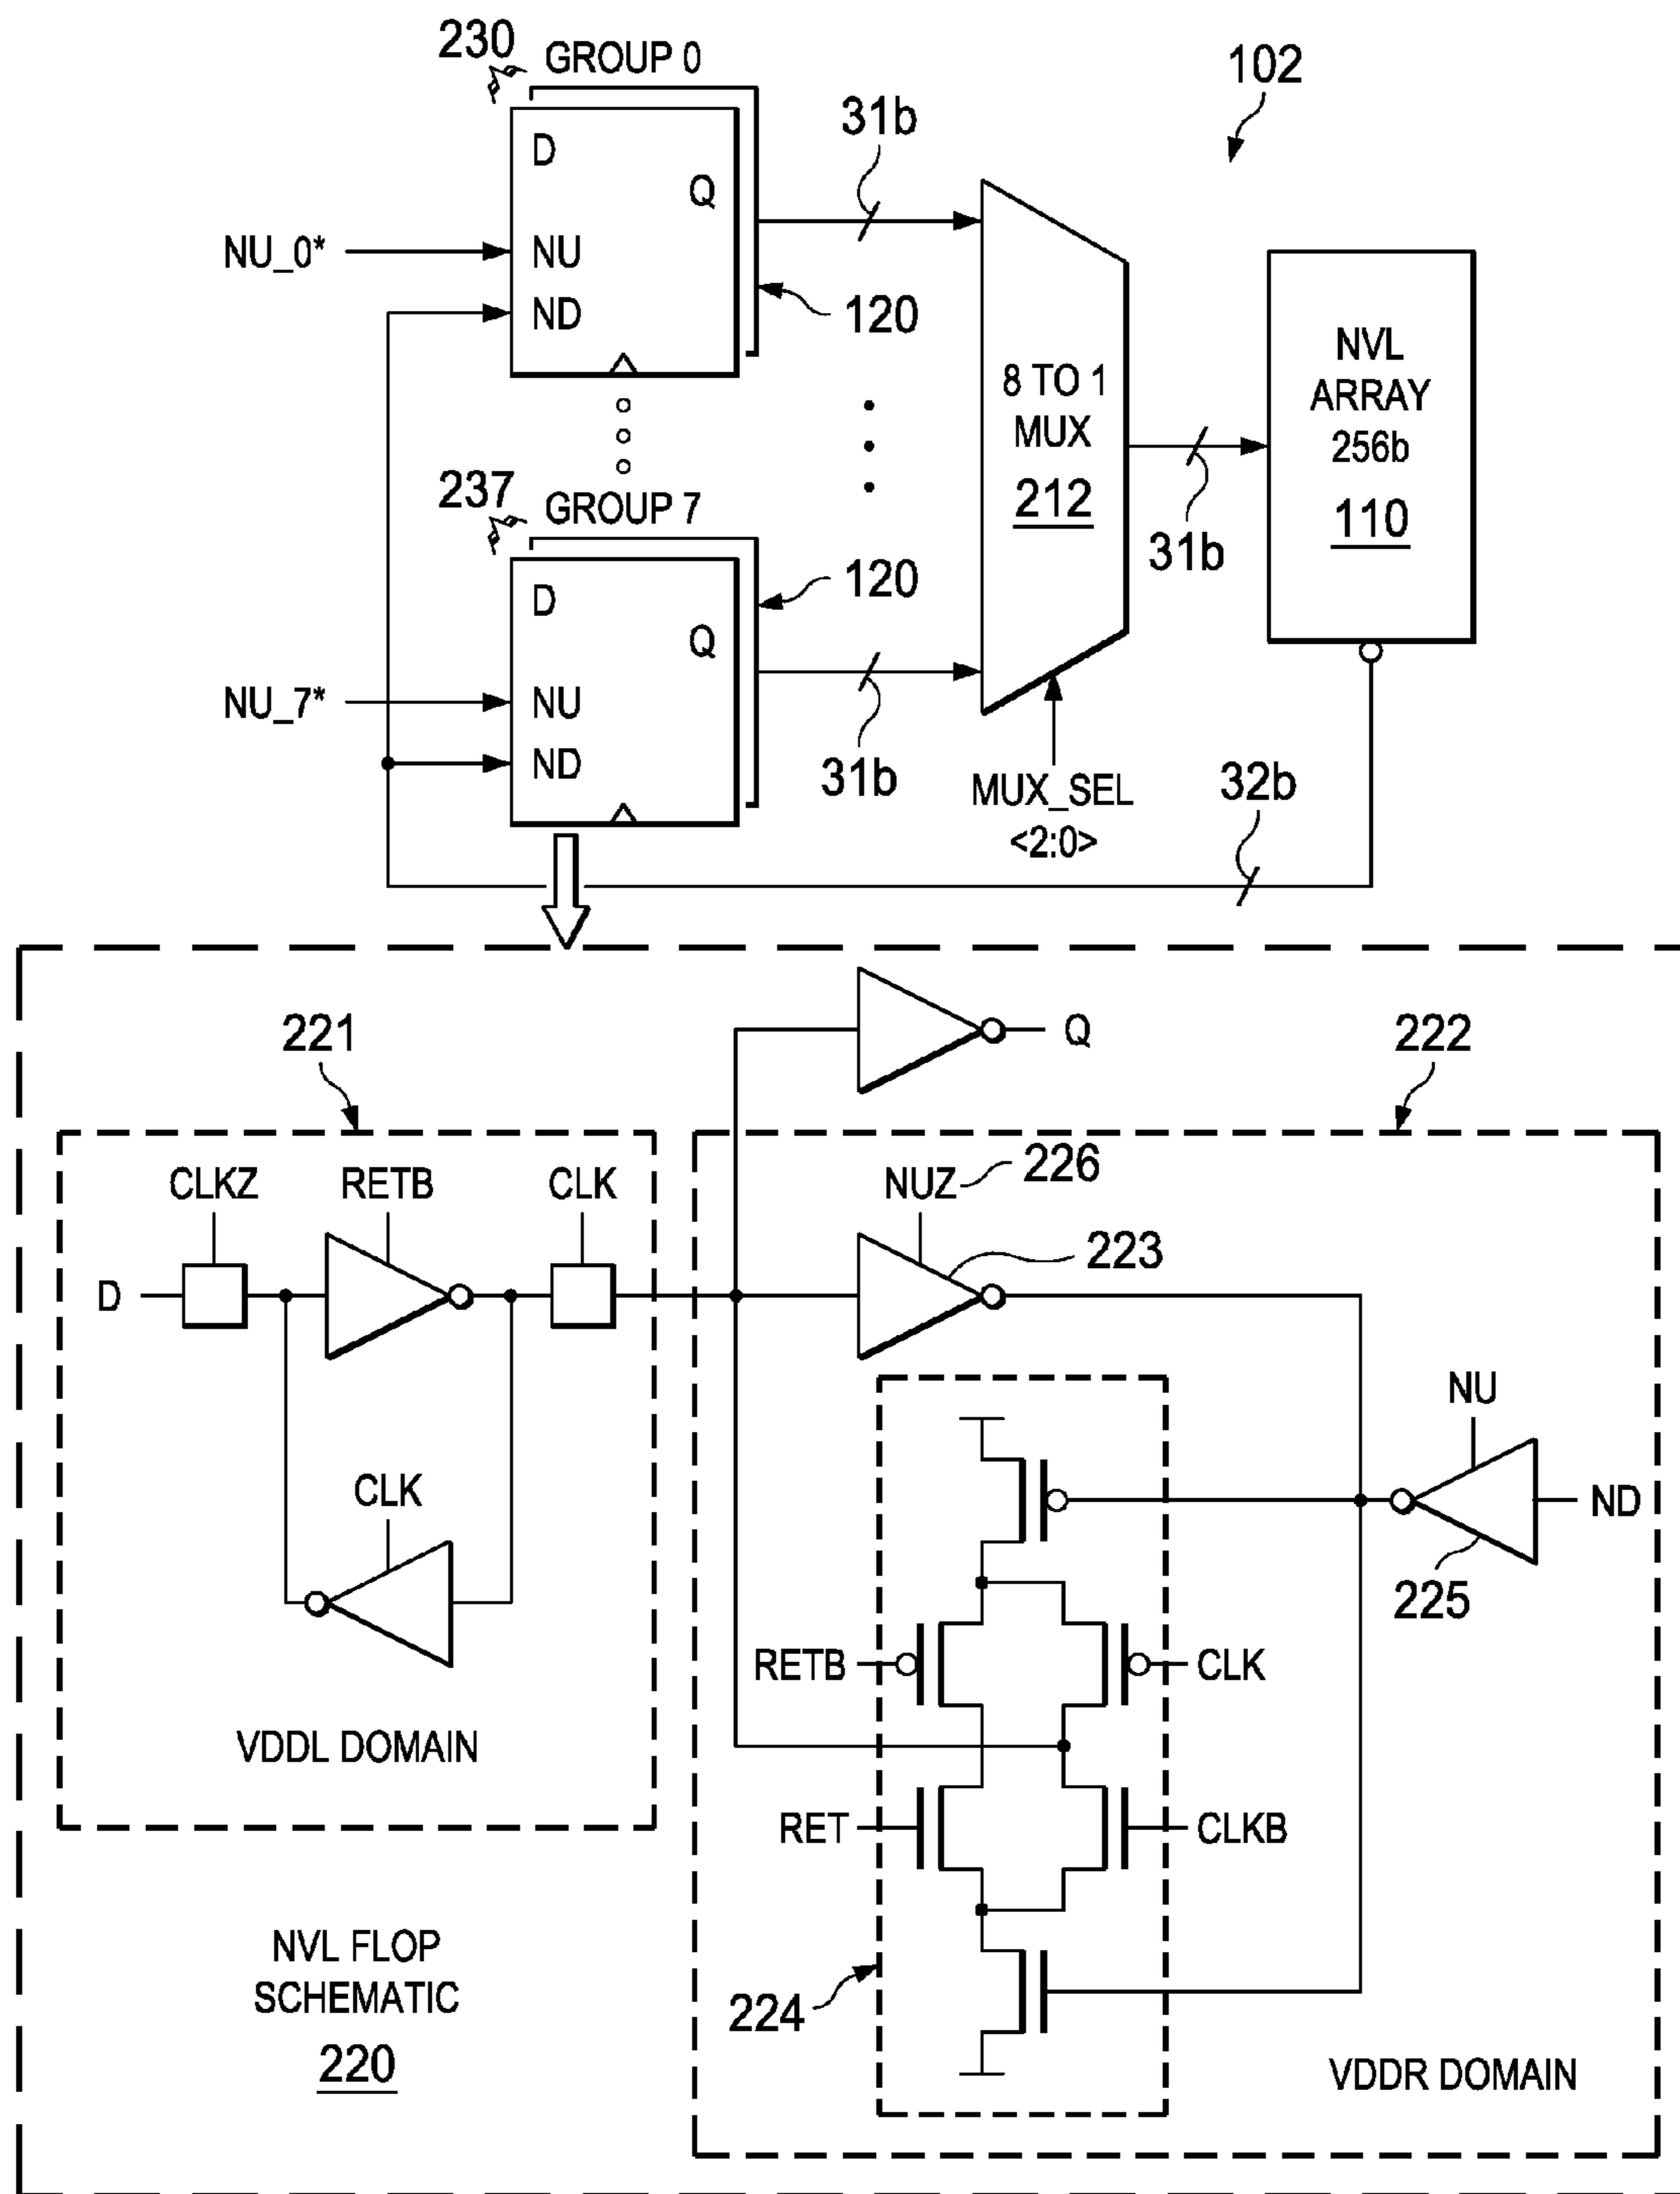 230
GROUP 0
102
31b
D
Q
NU_0*
NU
ND
120
NVL
ARRAY
256b
110
8 TO 1
MUX
212
31b
237
GROUP 7
120
D
Q
NU_7*
NU
ND
31b
MUX_SEL
<2:0>
32b
221
Q
222
CLKZ
RETB
CLK
NUZ
226
223
D
NU
CLK
ND
225
RETB
CLK
VDDL DOMAIN
RET
CLKB
NVL FLOP
SCHEMATIC
220
224
VDDR DOMAIN